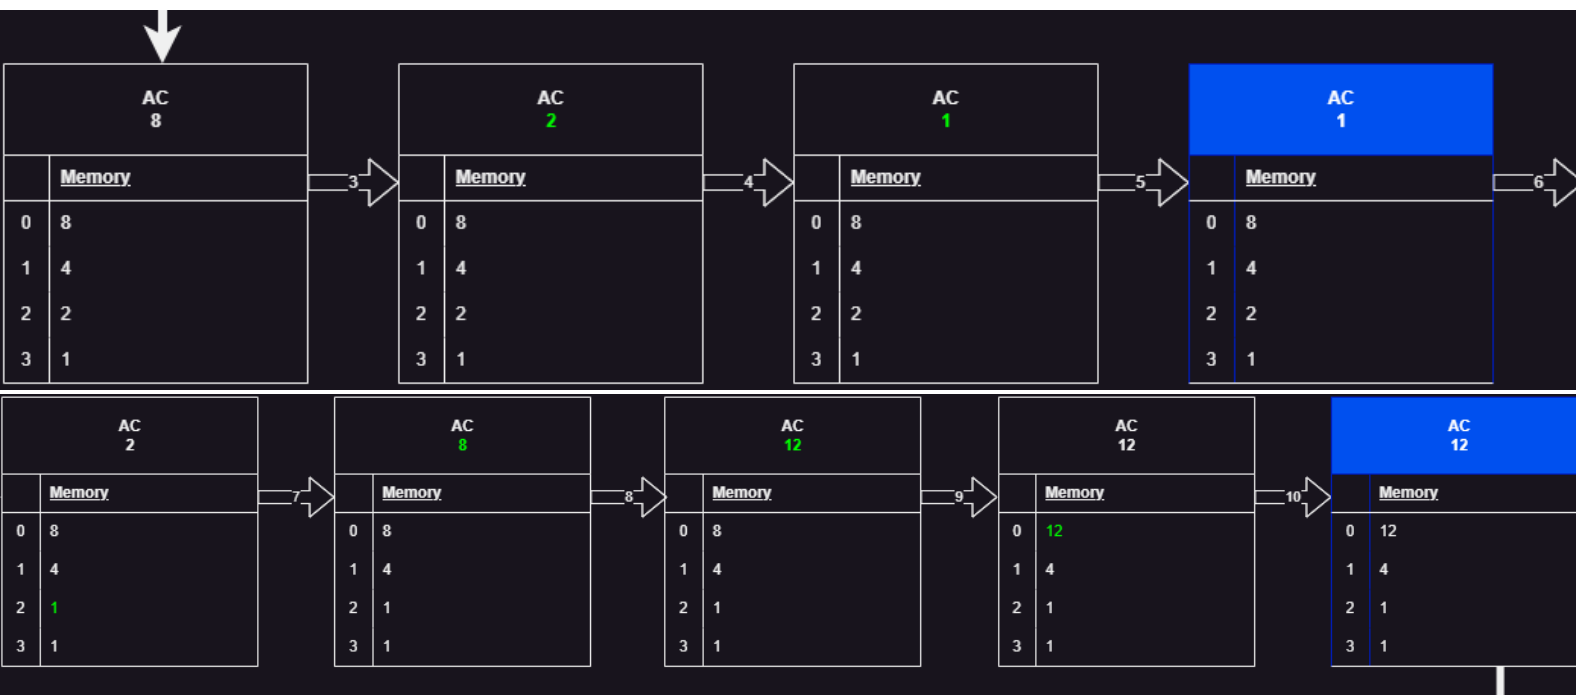 AC AC AC AC
8 2 1 1
Memory 3 Memory 4 Memory 5 Memory 6
0 8 0 8 0 8 0 8
1 4 1 4 1 4 1 4
2 2 2 2 2 2 2 2
3 1 3 1 3 1 3 1
AC AC AC AC AC
2 8 12 12 12
Memory 7 Memory 8 Memory 9 Memory 10 Memory
0 8 0 8 0 8 0 12 0 12
1 4 1 4 1 4 1 4 1 4
2 1 2 1 2 1 2 1 2 1
3 1 3 1 3 1 3 1 3 1